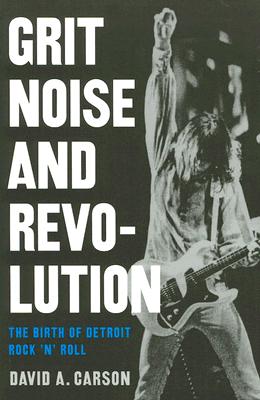 GRIT
NOISE
AND
REVO-
LUTION
THE BIRTH OF DETROIT
ROCK 'N' ROLL
DAVID A. CARSON